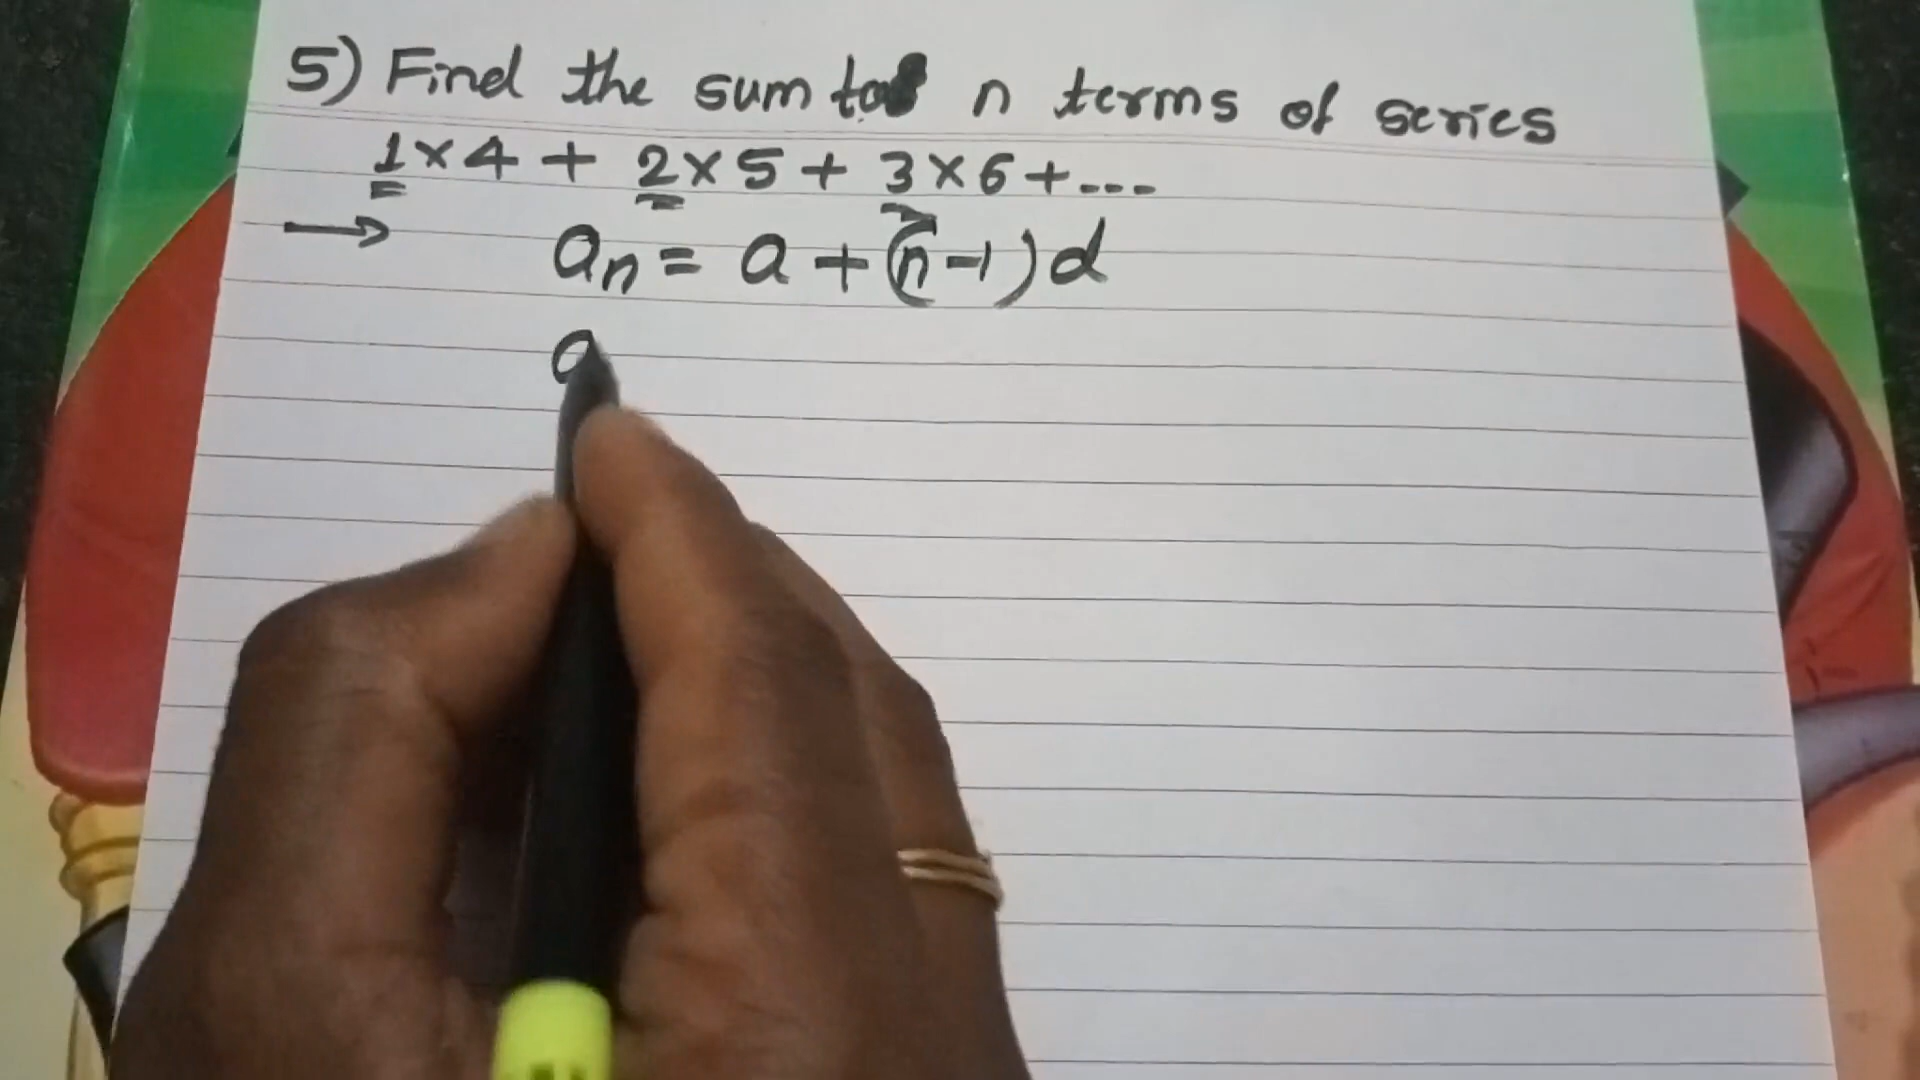 5) Find the sum to n terms of series
1×4 + 2×5 + 3×6 +---
→ an = a + (n-1)d
a